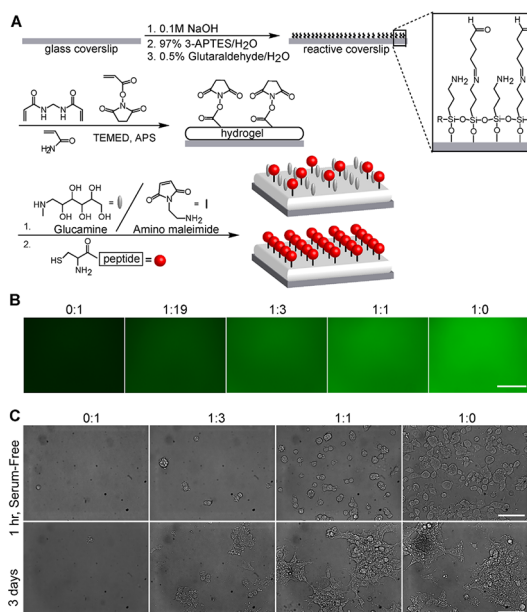 A
1. 0.1M NaOH
2. 97% 3-APTES/H2O
3. 0.5% Glutaraldehyde/H2O
glass coverslip
reactive coverslip
O
O
N
N
NH2
NH2
R
Si
O
Si
O
Si
O
Si
O
O
O
O
O
O
N
H
N
H
O
O
O
O
N
O
O
H2N
TEMED, APS
O
N
O
O
O
O
N
O
O
O
hydrogel
HN
OH
OH
OH
OH
OH
O
N
O
NH2
1.
Glucamine
Amino maleimide
2.
HS
O
NH2
peptide
=
B
0:1
1:19
1:3
1:1
1:0
C
0:1
1:3
1:1
1:0
1 hr, Serum-Free
3 days